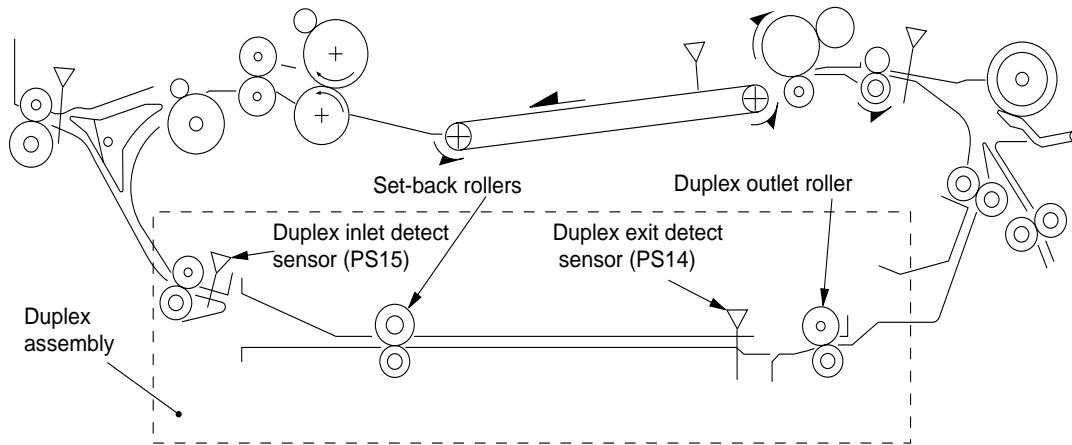 Set-back rollers
Duplex outlet roller
Duplex inlet detect
sensor (PS15)
Duplex exit detect
sensor (PS14)
Duplex
assembly